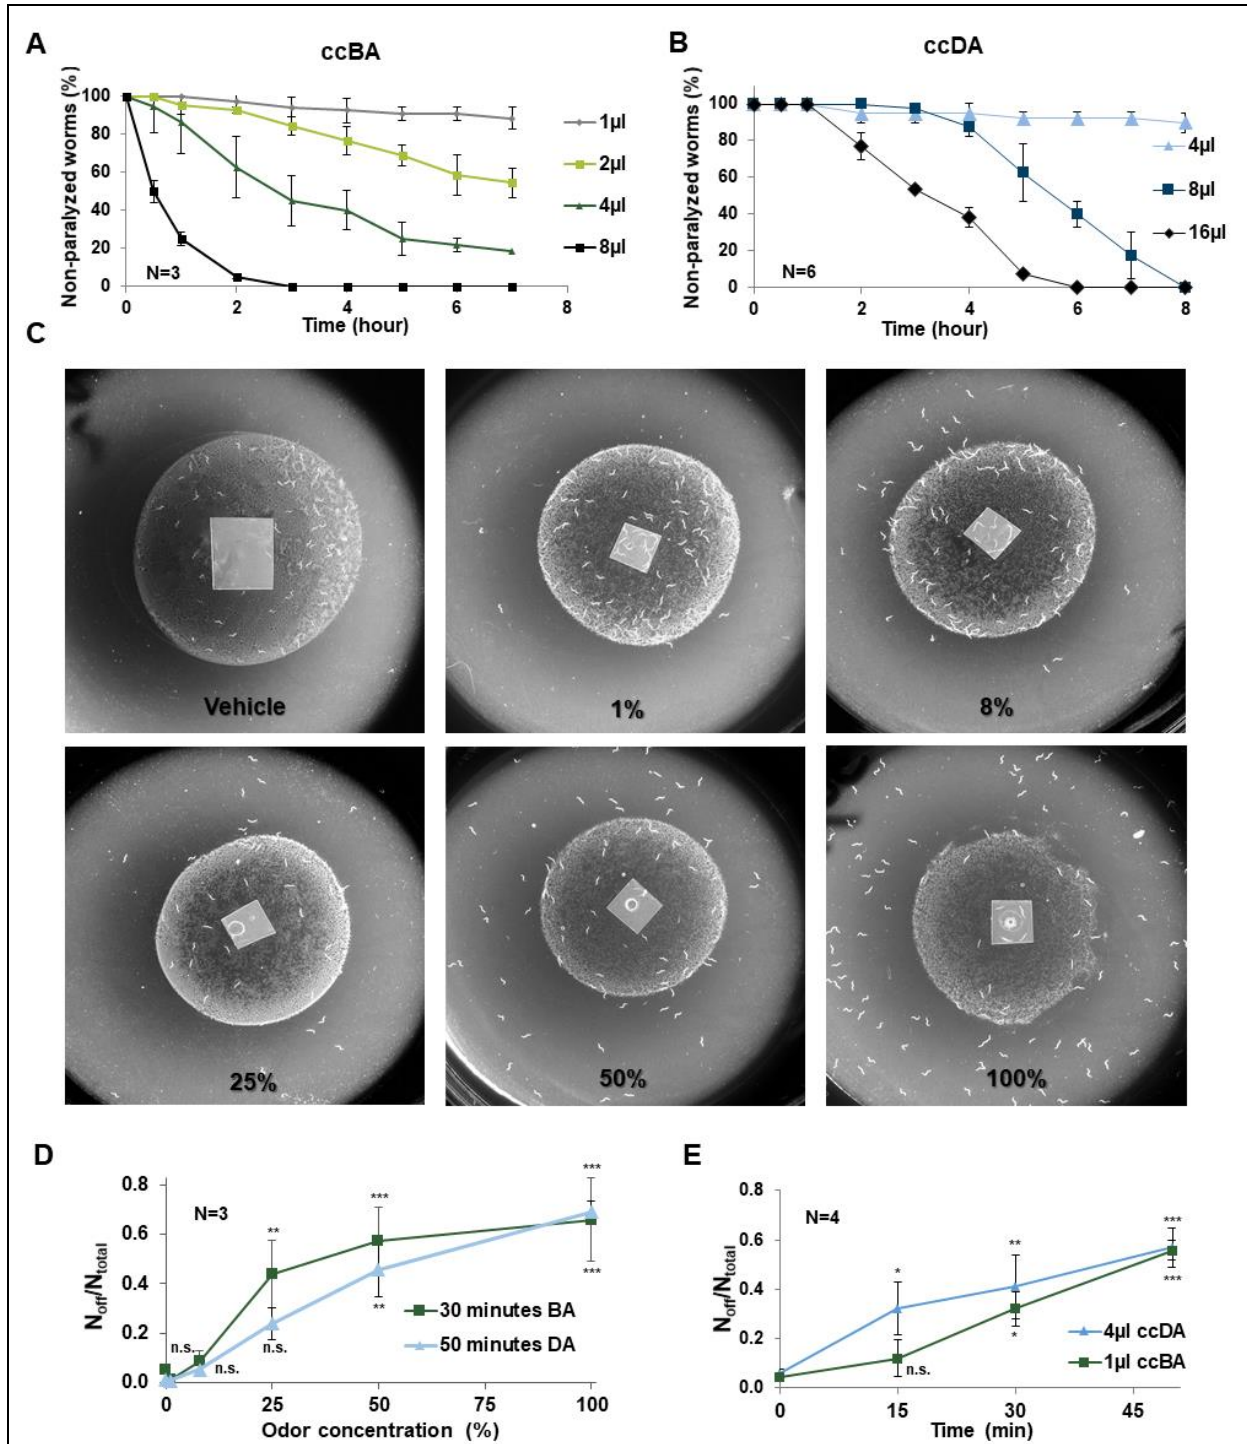 A
ccBA
Non-paralyzed worms (%)
100
80
60
40
20
0
0
2
4
6
8
Time (hour)
N=3
1µl
2µl
4µl
8µl
B
ccDA
Non-paralyzed worms (%)
100
80
60
40
20
0
0
2
4
6
8
Time (hour)
N=6
4µl
8µl
16µl
C
Vehicle
1%
8%
25%
50%
100%
D
Noff/Ntotal
0.8
0.6
0.4
0.2
0.0
0
25
50
75
100
Odor concentration (%)
N=3
n.s.
n.s.
**
n.s.
***
**
***
***
30 minutes BA
50 minutes DA
E
Noff/Ntotal
0.8
0.6
0.4
0.2
0.0
0
15
30
45
Time (min)
N=4
*
n.s.
**
*
***
***
4µl ccDA
1µl ccBA